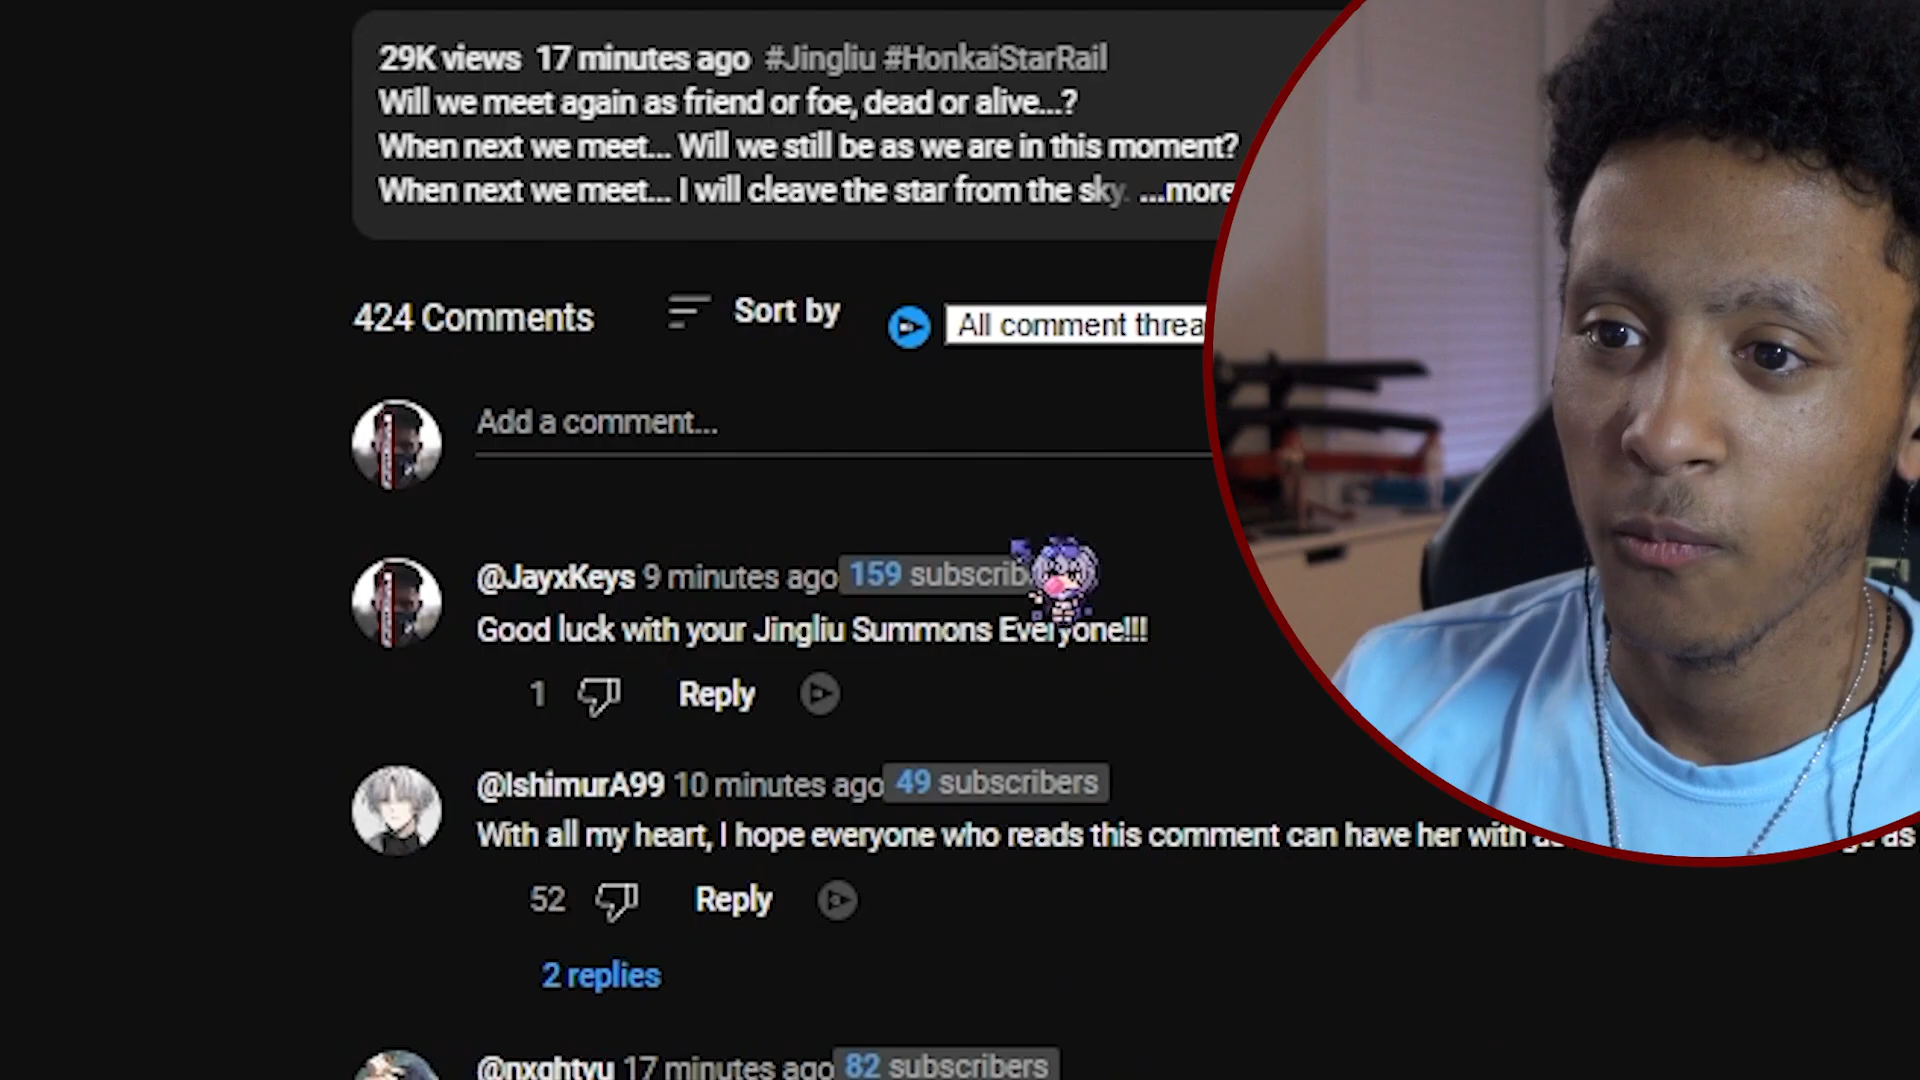 29K views 17 minutes ago #Jingliu #HonkaiStarRail
Will we meet again as friend or foe, dead or alive...?
When next we meet... Will we still be as we are in this moment?
When next we meet... I will cleave the star from the sky. ...more
424 Comments Sort by All comment threa
Add a comment...
@JayxKeys 9 minutes ago 159 subscrib
Good luck with your Jingliu Summons Everyone!!!
1 Reply
@IshimurA99 10 minutes ago 49 subscribers
With all my heart, I hope everyone who reads this comment can have her with as
52 Reply
2 replies
@nxghtyu 17 minutes ago 82 subscribers